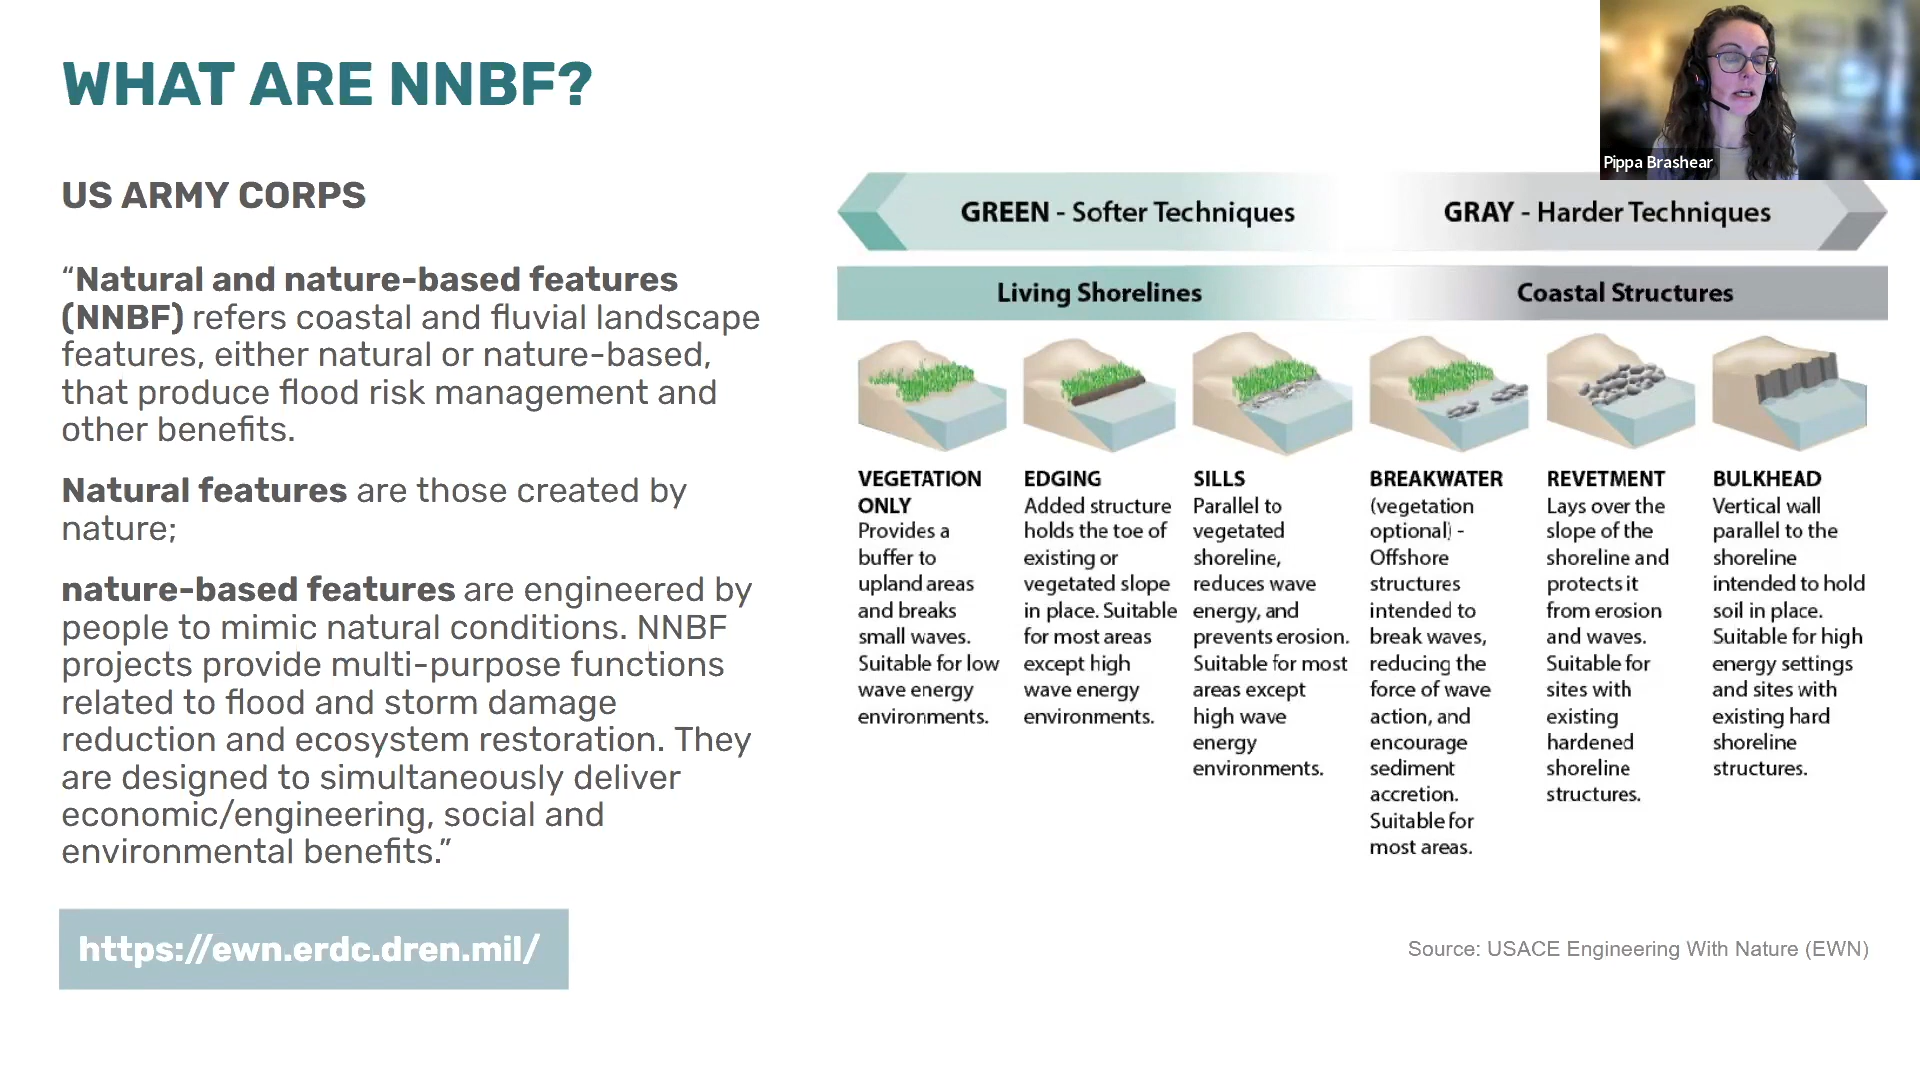 WHAT ARE NNBF?
US ARMY CORPS
“Natural and nature-based features
(NNBF) refers coastal and fluvial landscape
features, either natural or nature-based,
that produce flood risk management and
other benefits.
Natural features are those created by
nature;
nature-based features are engineered by
people to mimic natural conditions. NNBF
projects provide multi-purpose functions
related to flood and storm damage
reduction and ecosystem restoration. They
are designed to simultaneously deliver
economic/engineering, social and
environmental benefits.”
https://ewn.erdc.dren.mil/
Pippa Brashear
GREEN - Softer Techniques
GRAY - Harder Techniques
Living Shorelines
Coastal Structures
VEGETATION
ONLY
Provides a
buffer to
upland areas
and breaks
small waves.
Suitable for low
wave energy
environments.
EDGING
Added structure
holds the toe of
existing or
vegetated slope
in place. Suitable
for most areas
except high
wave energy
environments.
SILLS
Parallel to
vegetated
shoreline,
reduces wave
energy, and
prevents erosion.
Suitable for most
areas except
high wave
energy
environments.
BREAKWATER
(vegetation
optional) -
Offshore
structures
intended to
break waves,
reducing the
force of wave
action, and
encourage
sediment
accretion.
Suitable for
most areas.
REVETMENT
Lays over the
slope of the
shoreline and
protects it
from erosion
and waves.
Suitable for
sites with
existing
hardened
shoreline
structures.
BULKHEAD
Vertical wall
parallel to the
shoreline
intended to hold
soil in place.
Suitable for high
energy settings
and sites with
existing hard
shoreline
structures.
Source: USACE Engineering With Nature (EWN)